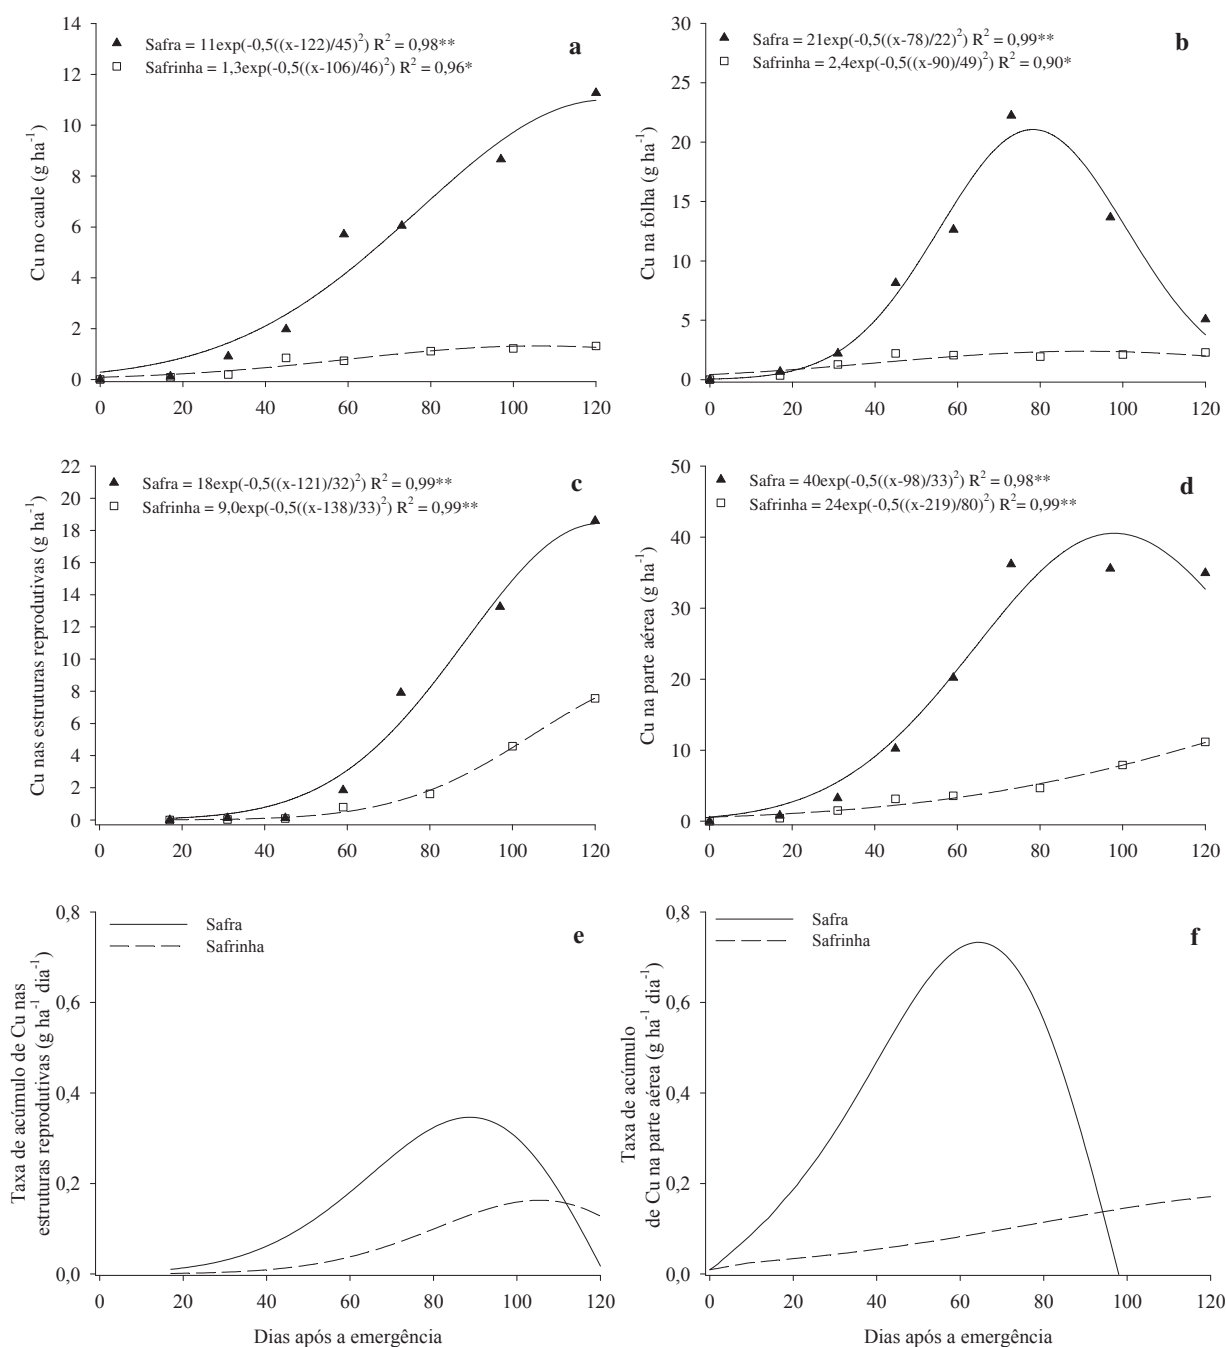 Safra = 11exp(-0,5((x-122)/45)²) R² = 0,98**
Safrinha = 1,3exp(-0,5((x-106)/46)²) R² = 0,96*
a
Cu no caule (g ha⁻¹)
14
12
10
8
6
4
2
0
0 20 40 60 80 100 120
Safra = 21exp(-0,5((x-78)/22)²) R² = 0,99**
Safrinha = 2,4exp(-0,5((x-90)/49)²) R² = 0,90*
b
Cu na folha (g ha⁻¹)
30
25
20
15
10
5
0
0 20 40 60 80 100 120
Safra = 18exp(-0,5((x-121)/32)²) R² = 0,99**
Safrinha = 9,0exp(-0,5((x-138)/33)²) R² = 0,99**
c
Cu nas estruturas reprodutivas (g ha⁻¹)
22
20
18
16
14
12
10
8
6
4
2
0
0 20 40 60 80 100 120
Safra = 40exp(-0,5((x-98)/33)²) R² = 0,98**
Safrinha = 24exp(-0,5((x-219)/80)²) R² = 0,99**
d
Cu na parte aérea (g ha⁻¹)
50
40
30
20
10
0
0 20 40 60 80 100 120
Safra
Safrinha
e
Taxa de acúmulo de Cu nas
estruturas reprodutivas (g ha⁻¹ dia⁻¹)
0,8
0,6
0,4
0,2
0,0
0 20 40 60 80 100 120
Dias após a emergência
Safra
Safrinha
f
Taxa de acúmulo
de Cu na parte aérea (g ha⁻¹ dia⁻¹)
0,8
0,6
0,4
0,2
0,0
0 20 40 60 80 100 120
Dias após a emergência